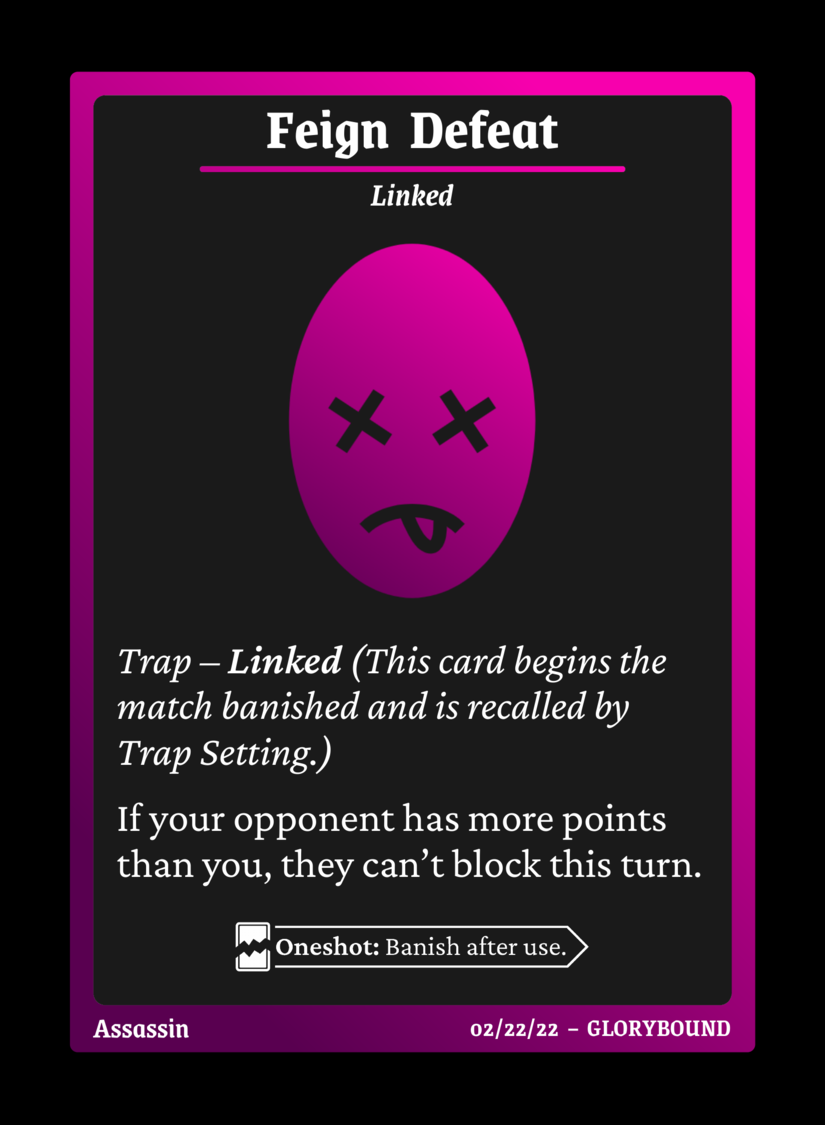 Feign Defeat
Linked
Trap – Linked (This card begins the
match banished and is recalled by
Trap Setting.)
If your opponent has more points
than you, they can’t block this turn.
Oneshot: Banish after use.
Assassin
02/22/22 – GLORYBOUND